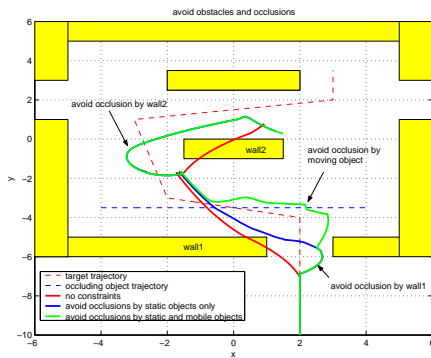 avoid obstacles and occlusions
6
4
2
0
−2
−4
−6
−8
−10
y
avoid occlusion by wall2
wall2
avoid occlusion by
moving object
wall1
avoid occlusion by wall1
target trajectory
occluding object trajectory
no constraints
avoid occlusions by static objects only
avoid occlusions by static and mobile objects
−6
−4
−2
0
2
4
6
x